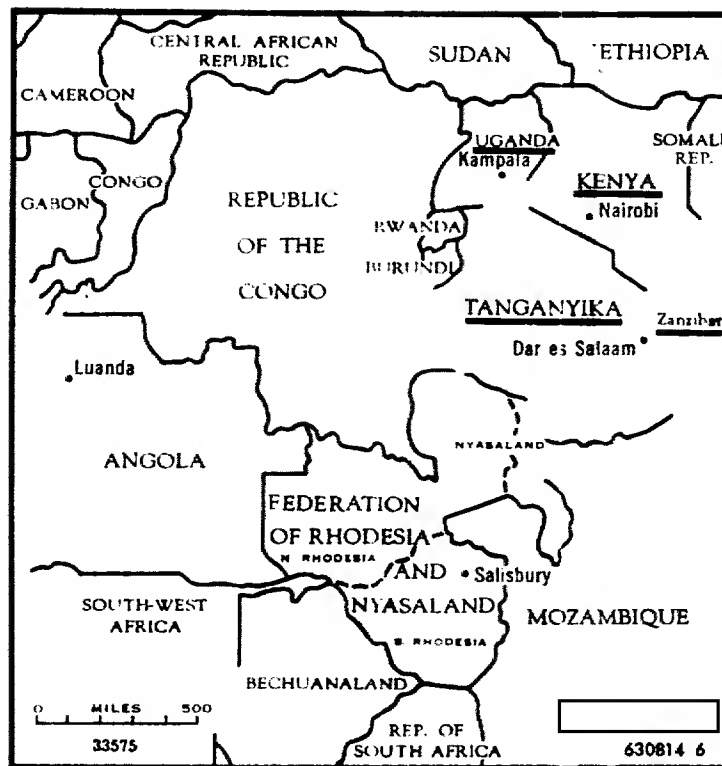 CENTRAL AFRICAN
REPUBLIC
SUDAN
ETHIOPIA
CAMEROON
UGANDA
Kampala
SOMALI
REP.
GABON
CONGO
KENYA
Nairobi
REPUBLIC
OF THE
CONGO
RWANDA
BURUNDI
TANGANYIKA
Zanzibar
Dar es Salaam
Luanda
NYASALAND
ANGOLA
FEDERATION
OF RHODESIA
N. RHODESIA
AND
Salisbury
NYASALAND
SOUTH-WEST
AFRICA
MOZAMBIQUE
S. RHODESIA
BECHUANALAND
0 MILES 500
REP. OF
SOUTH AFRICA
33575
630814 6